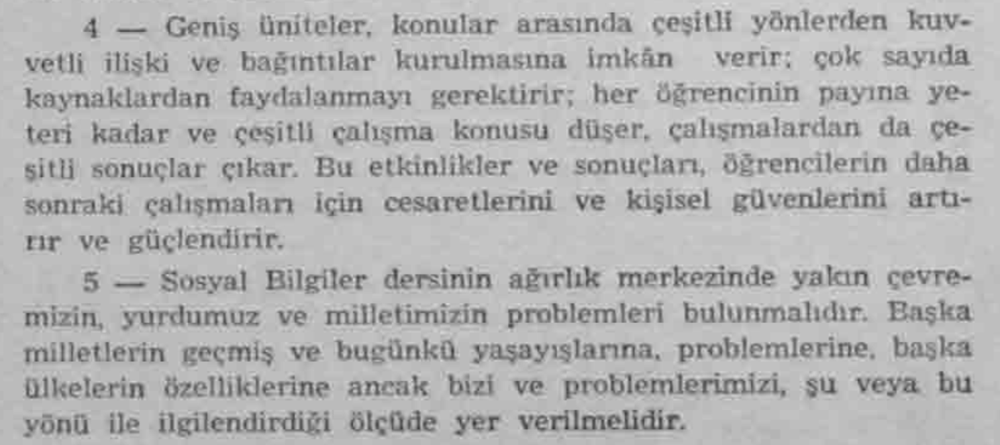 4 — Geniş üniteler, konular arasında çeşitli yönlerden kuv-
vetli ilişki ve bağıntılar kurulmasına imkân verir; çok sayıda
kaynaklardan faydalanmayı gerektirir; her öğrencinin payına ye-
teri kadar ve çeşitli çalışma konusu düşer, çalışmalardan da çe-
şitli sonuçlar çıkar. Bu etkinlikler ve sonuçları, öğrencilerin daha
sonraki çalışmaları için cesaretlerini ve kişisel güvenlerini artı-
rır ve güçlendirir.
5 — Sosyal Bilgiler dersinin ağırlık merkezinde yakın çevre-
mizin, yurdumuz ve milletimizin problemleri bulunmalıdır. Başka
milletlerin geçmiş ve bugünkü yaşayışlarına, problemlerine, başka
ülkelerin özelliklerine ancak bizi ve problemlerimizi, şu veya bu
yönü ile ilgilendirdiği ölçüde yer verilmelidir.